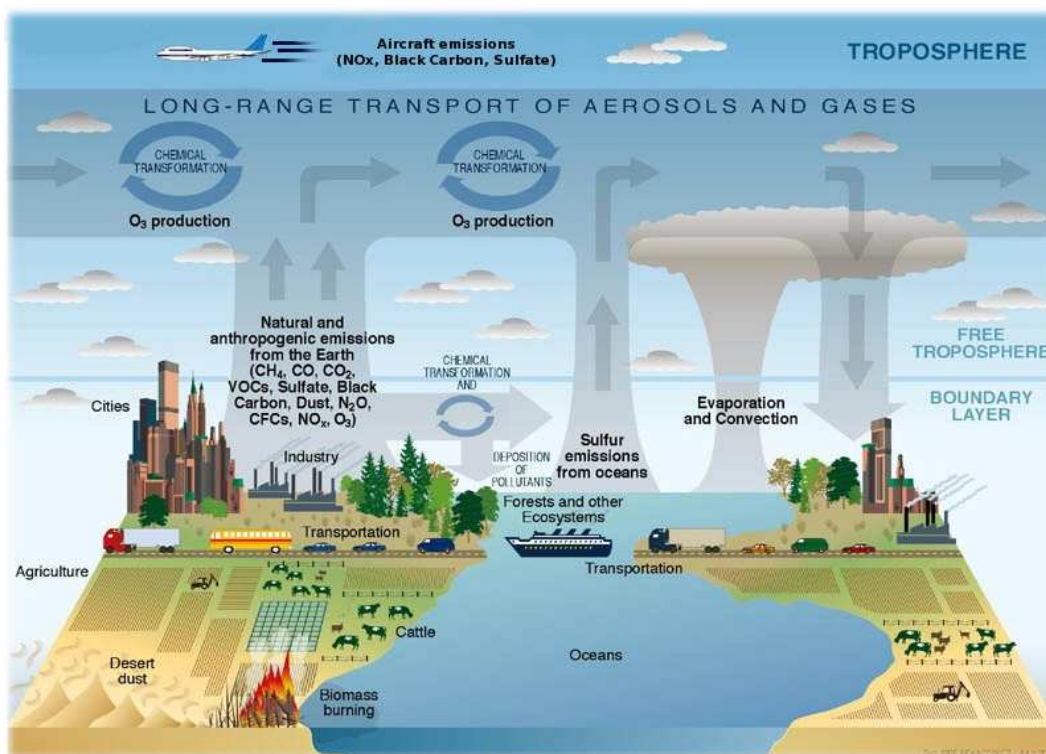 Aircraft emissions
(NOx, Black Carbon, Sulfate)
TROPOSPHERE
LONG-RANGE TRANSPORT OF AEROSOLS AND GASES
CHEMICAL
TRANSFORMATION
O₃ production
CHEMICAL
TRANSFORMATION
O₃ production
Natural and
anthropogenic emissions
from the Earth
(CH₄, CO, CO₂,
VOCs, Sulfate, Black
Carbon, Dust, N₂O,
CFCs, NOₓ, O₃)
FREE
TROPOSPHERE
CHEMICAL
TRANSFORMATION
AND
DEPOSITION
OF
POLLUTANTS
BOUNDARY
LAYER
Cities
Evaporation
and Convection
Industry
Sulfur
emissions
from oceans
Forests and other
Ecosystems
Transportation
Transportation
Agriculture
Cattle
Oceans
Desert
dust
Biomass
burning